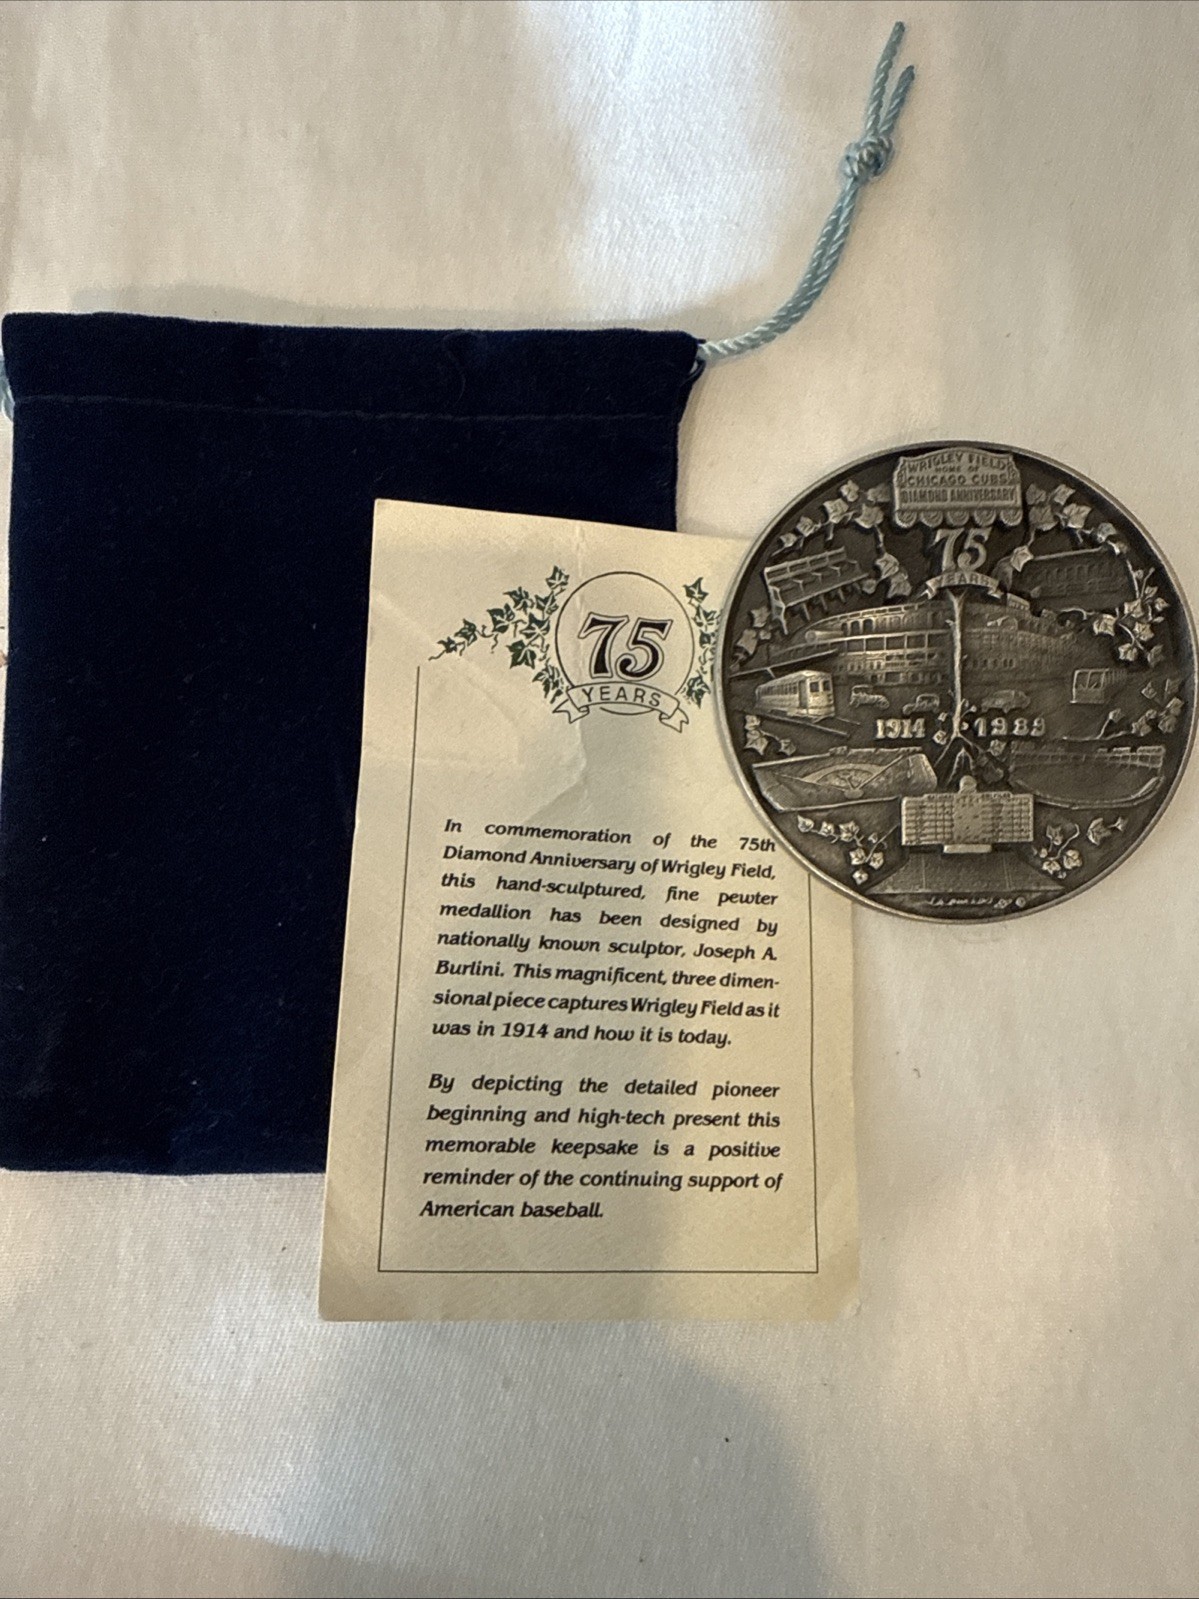 WRIGLEY FIELD
HOME OF
CHICAGO CUBS
DIAMOND ANNIVERSARY
75
YEARS
1914 1989
75
YEARS
In commemoration of the 75th
Diamond Anniversary of Wrigley Field,
this hand-sculptured, fine pewter
medallion has been designed by
nationally known sculptor, Joseph A.
Burlini. This magnificent, three dimen-
sional piece captures Wrigley Field as it
was in 1914 and how it is today.
By depicting the detailed pioneer
beginning and high-tech present this
memorable keepsake is a positive
reminder of the continuing support of
American baseball.